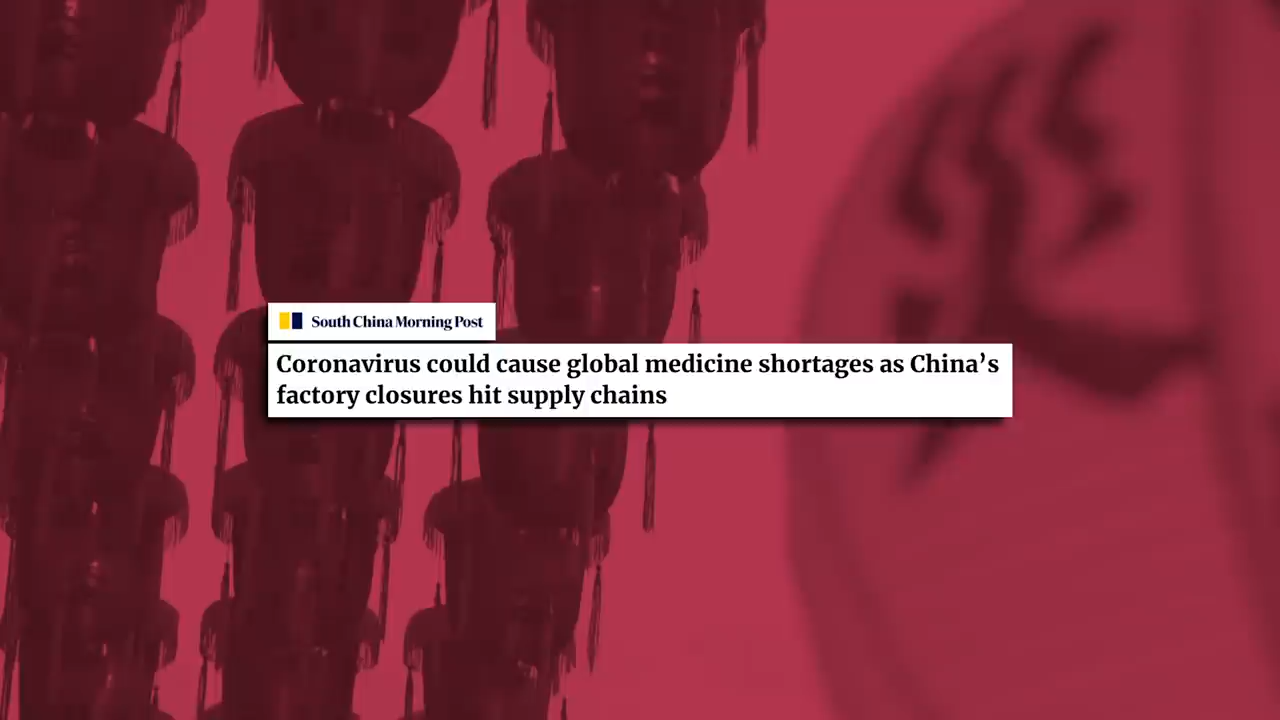 South China Morning Post
Coronavirus could cause global medicine shortages as China’s
factory closures hit supply chains